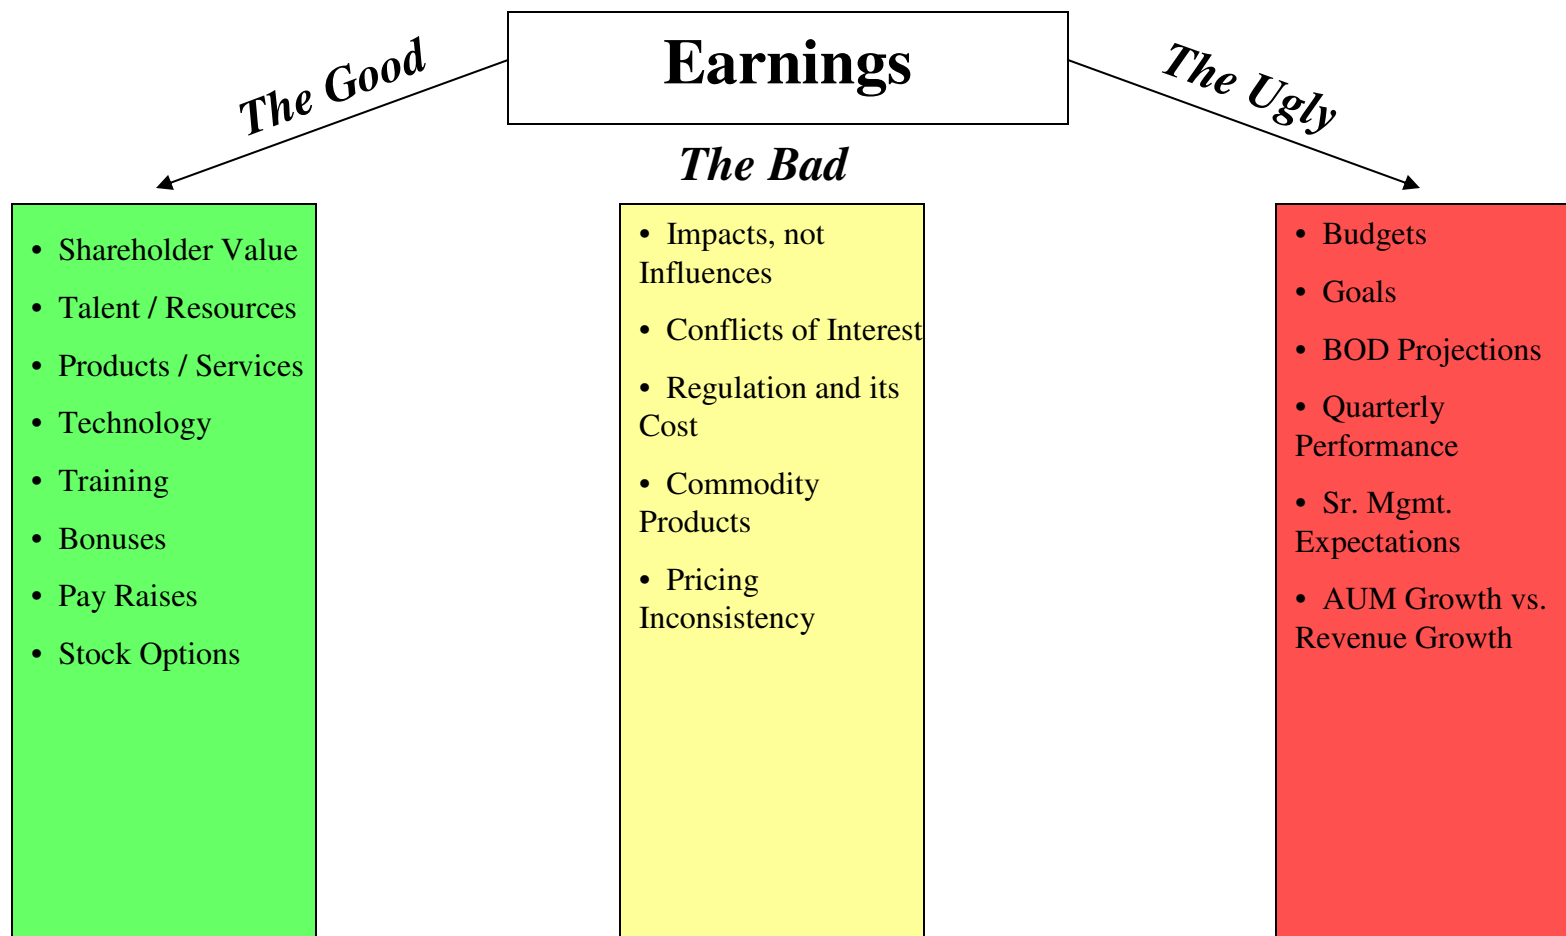 Earnings
The Good
The Bad
The Ugly
• Shareholder Value
• Talent / Resources
• Products / Services
• Technology
• Training
• Bonuses
• Pay Raises
• Stock Options
• Impacts, not
Influences
• Conflicts of Interest
• Regulation and its
Cost
• Commodity
Products
• Pricing
Inconsistency
• Budgets
• Goals
• BOD Projections
• Quarterly
Performance
• Sr. Mgmt.
Expectations
• AUM Growth vs.
Revenue Growth